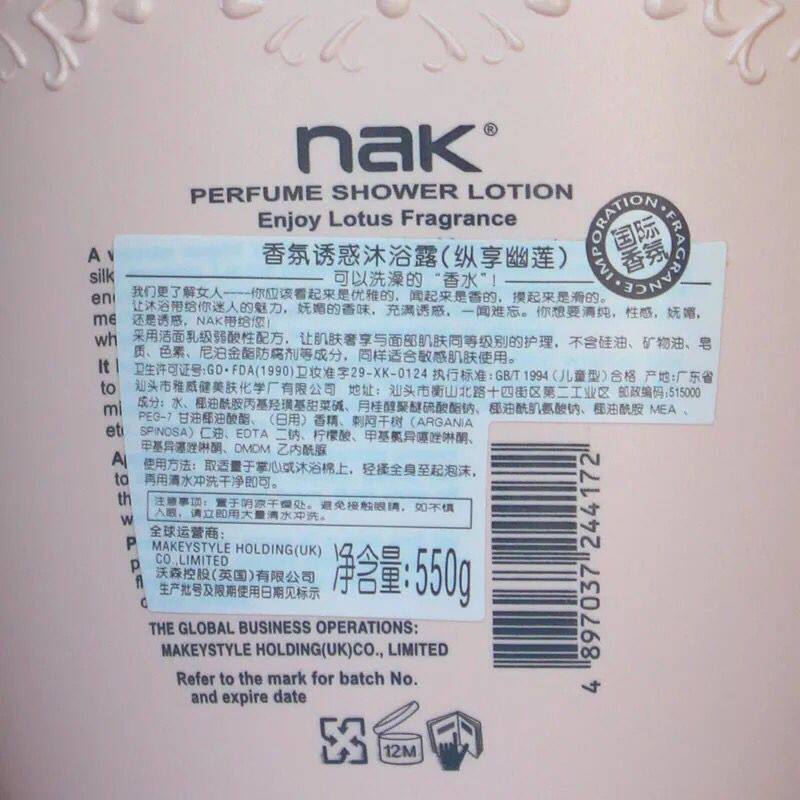 nak®
PERFUME SHOWER LOTION
Enjoy Lotus Fragrance
IMPORATION·FRAGRANCE·
国际
香氛
香氛诱惑沐浴露(纵享幽莲)
可以洗澡的“香水”!
我们更了解女人——你应该看起来是优雅的，闻起来是香的，摸起来是滑的。
让沐浴带给你迷人的魅力，妩媚的香味，充满诱惑，一闻难忘。你想要清纯，性感，妩媚，
还是诱惑，NAK带给您!
采用洁面乳级弱酸性配方，让肌肤奢享与面部肌肤同等级别的护理，不含硅油、矿物油、皂
质、色素、尼泊金酯防腐剂等成分，同样适合敏感肌肤使用。
卫生许可证号:GD·FDA(1990)卫妆准字29-XK-0124 执行标准:GB/T 1994 (儿童型)合格 产地:广东省
汕头市雅威健美肤化学厂有限公司 地址: 汕头市衡山北路十四街区第二工业区 邮政编码:515000
成分: 水、椰油酰胺丙基羟磺基甜菜碱、月桂醇聚醚硫酸酯钠、椰油酰肌氨酸钠、椰油酰胺 MEA 、
PEG-7 甘油椰油酸酯、(日用) 香精、刺阿干树 (ARGANIA
SPINOSA) 仁油、EDTA 二钠、柠檬酸、甲基氯异噻唑啉酮、
甲基异噻唑啉酮、DMDM 乙内酰脲
使用方法: 取适量于掌心或沐浴棉上，轻揉全身至起泡沫，
再用清水冲洗干净即可。
注意事项: 置于阴凉干燥处。避免接触眼睛，如不慎
入眼，请立即用大量清水冲洗。
全球运营商:
MAKEYSTYLE HOLDING(UK)
CO.,LIMITED
沃森控股(英国)有限公司
生产批号及限期使用日期见标示
净含量:550g
A
silk
en
me
wh
It
to
mi
et
A
to
th
w
P
THE GLOBAL BUSINESS OPERATIONS:
MAKEYSTYLE HOLDING(UK)CO., LIMITED
Refer to the mark for batch No.
and expire date
12M
4 897037 244172